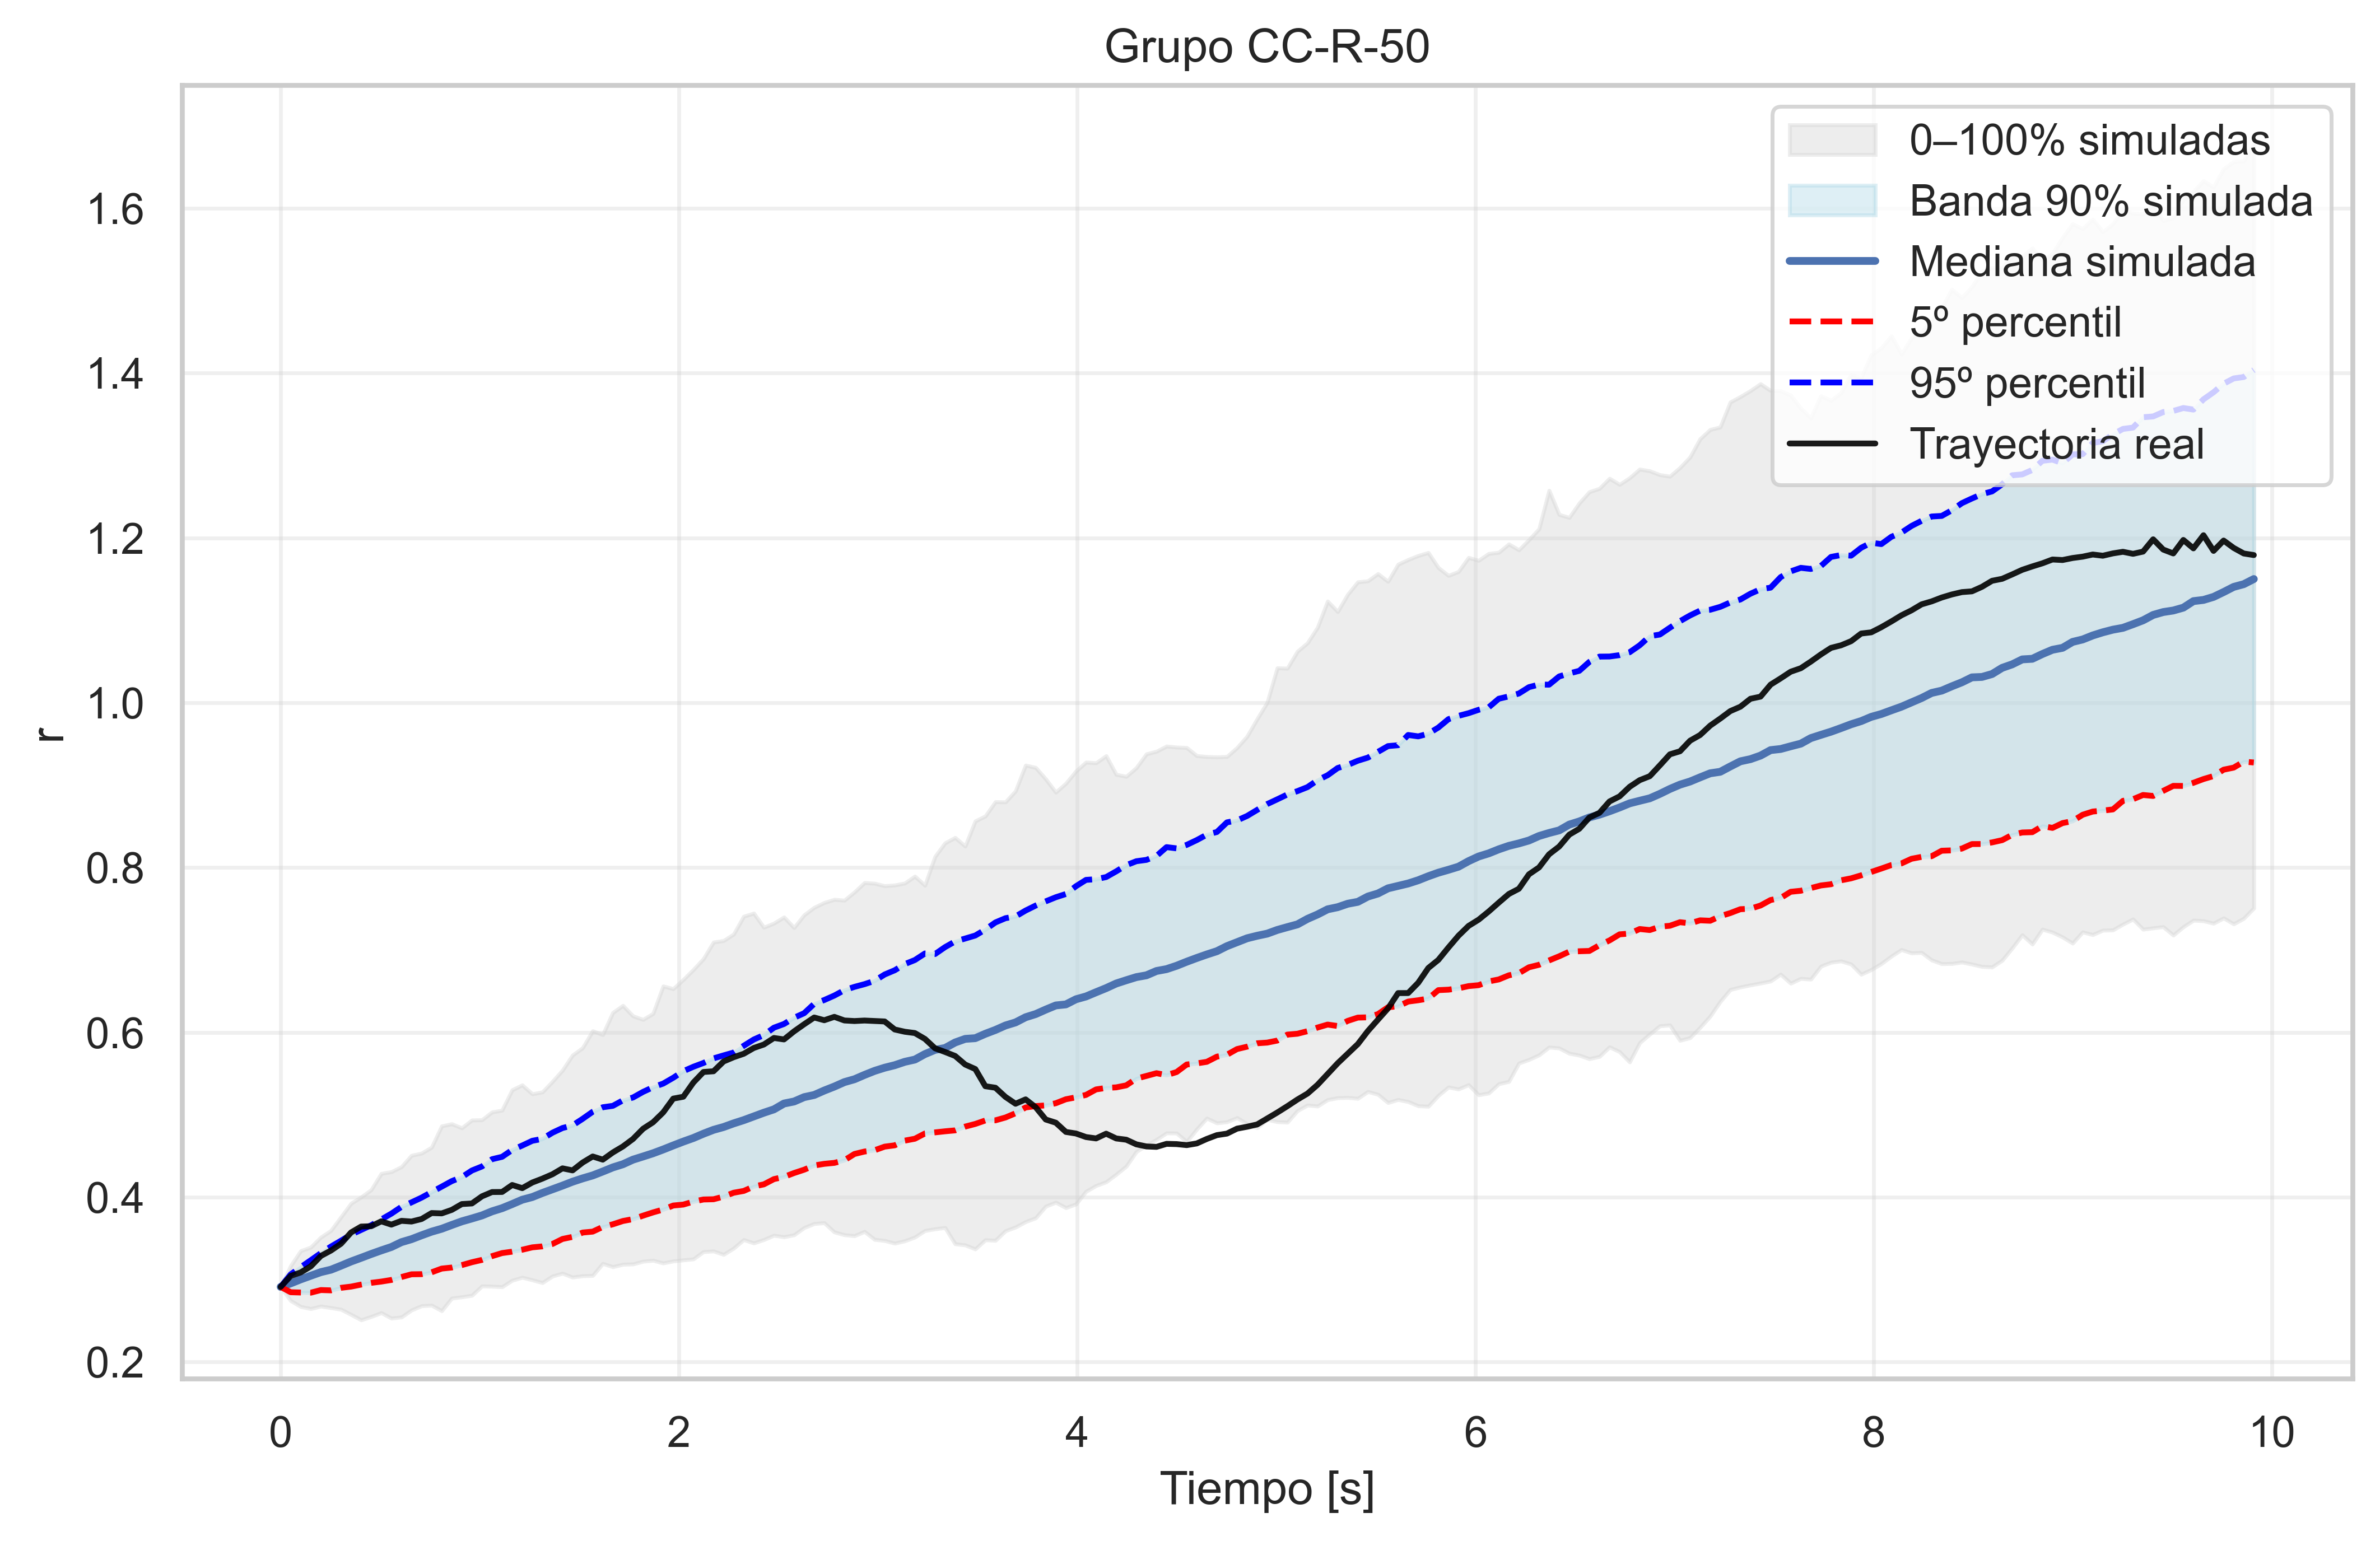 Grupo CC-R-50
0–100% simuladas
Banda 90% simulada
Mediana simulada
5º percentil
95º percentil
Trayectoria real
r
1.6
1.4
1.2
1.0
0.8
0.6
0.4
0.2
0 2 4 6 8 10
Tiempo [s]